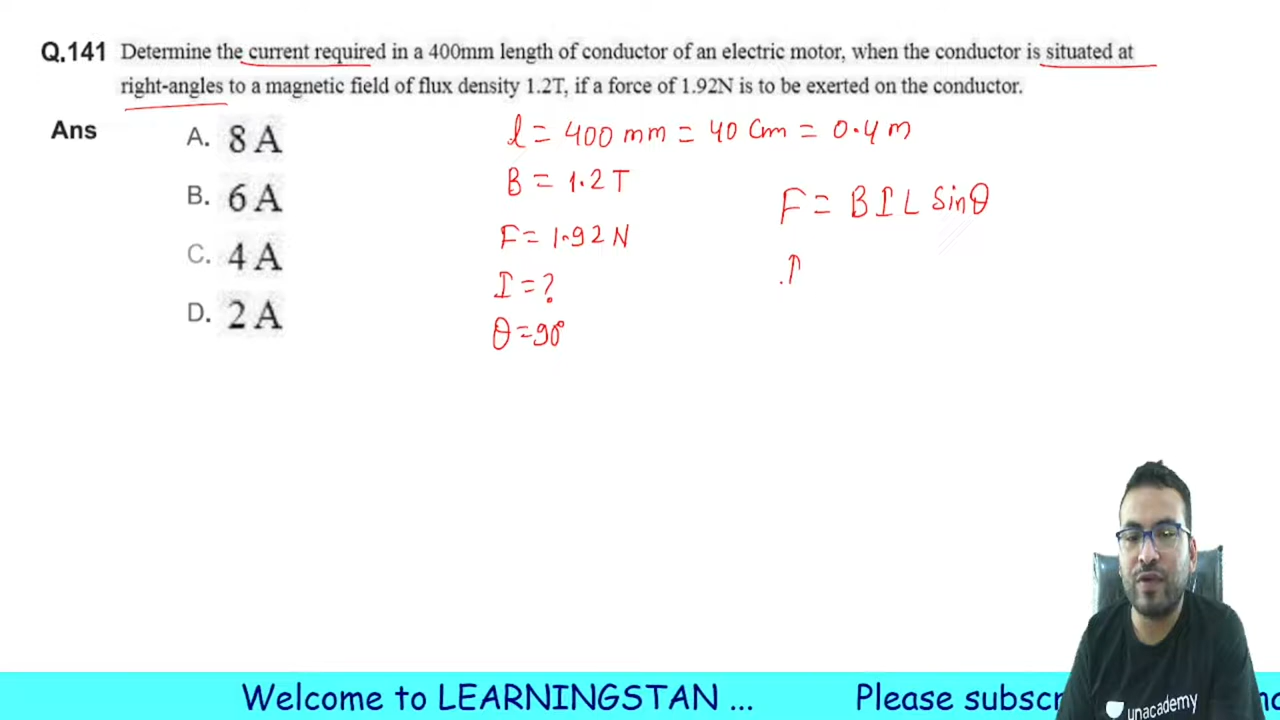 Q.141 Determine the current required in a 400mm length of conductor of an electric motor, when the conductor is situated at
right-angles to a magnetic field of flux density 1.2T, if a force of 1.92N is to be exerted on the conductor.
Ans
A. 8 A
B. 6 A
C. 4 A
D. 2 A
l = 400 mm = 40 Cm = 0.4 m
B = 1.2 T
F = 1.92 N
I = ?
θ = 90°
F = B I L Sinθ
unacademy
Welcome to LEARNINGSTAN ... Please subsc